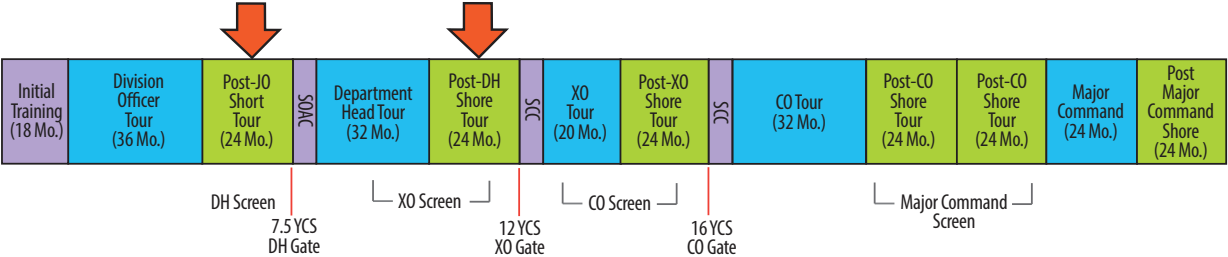 Initial
Training
(18 Mo.)
Division
Officer
Tour
(36 Mo.)
Post-JO
Short
Tour
(24 Mo.)
SOAC
Department
Head Tour
(32 Mo.)
Post-DH
Shore
Tour
(24 Mo.)
SCC
XO
Tour
(20 Mo.)
Post-XO
Shore
Tour
(24 Mo.)
SCC
CO Tour
(32 Mo.)
Post-CO
Shore
Tour
(24 Mo.)
Post-CO
Shore
Tour
(24 Mo.)
Major
Command
(24 Mo.)
Post
Major
Command
Shore
(24 Mo.)
DH Screen
7.5 YCS
DH Gate
XO Screen
12 YCS
XO Gate
CO Screen
16 YCS
CO Gate
Major Command
Screen